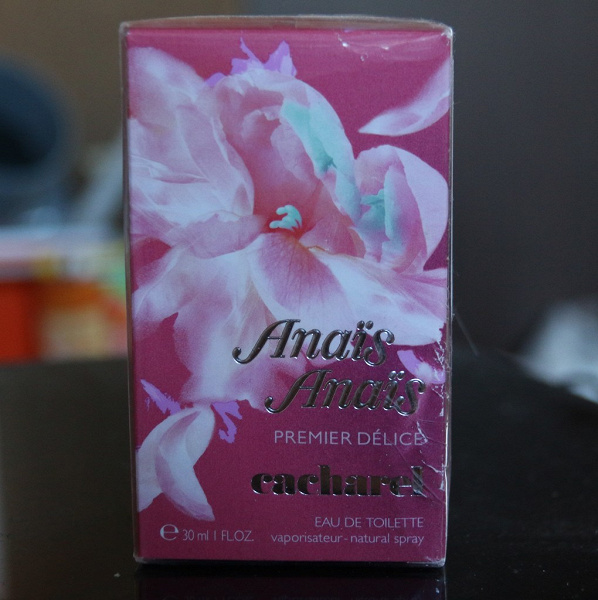 Anaïs
Anaïs
PREMIER DÉLICE
cacharel
EAU DE TOILETTE
℮ 30 ml 1 FL.OZ. vaporisateur - natural spray